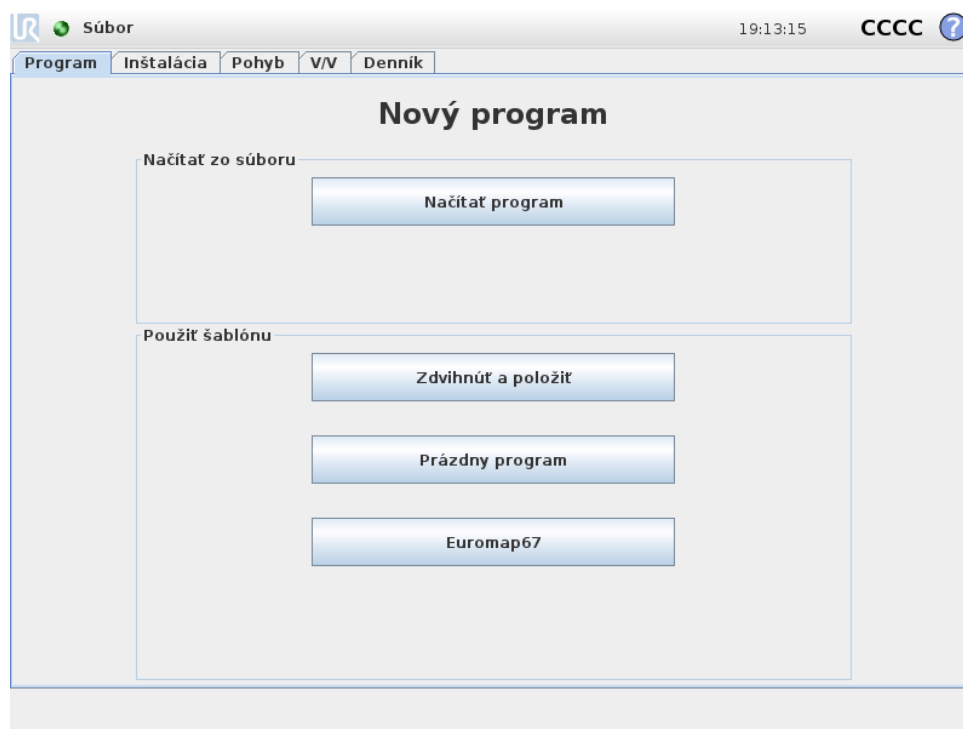 UR Súbor 19:13:15 CCCC ?
Program Inštalácia Pohyb V/V Denník
Nový program
Načítať zo súboru
Načítať program
Použiť šablónu
Zdvihnúť a položiť
Prázdny program
Euromap67